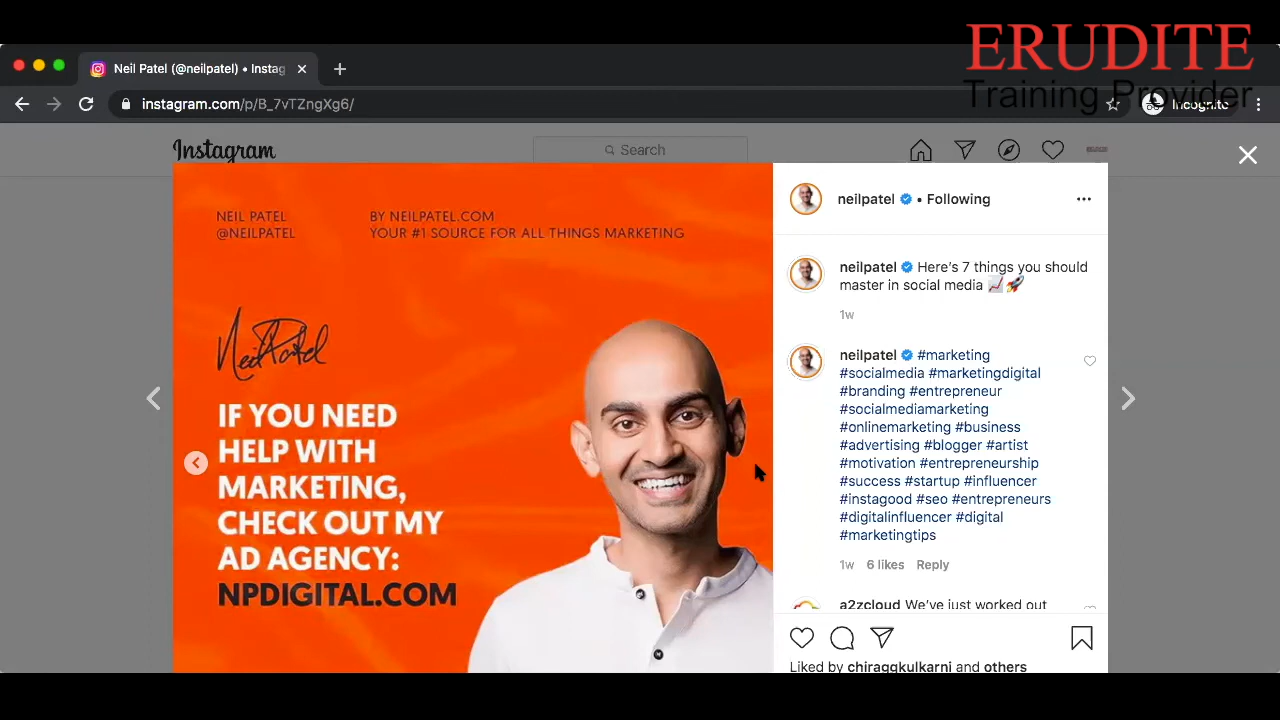 ERUDITE
Training Provider
Neil Patel (@neilpatel) • Instag
instagram.com/p/B_7vTZngXg6/
Incognito
Instagram
Search
NEIL PATEL
@NEILPATEL
BY NEILPATEL.COM
YOUR #1 SOURCE FOR ALL THINGS MARKETING
Neil Patel
IF YOU NEED
HELP WITH
MARKETING,
CHECK OUT MY
AD AGENCY:
NPDIGITAL.COM
neilpatel • Following
neilpatel Here's 7 things you should
master in social media 📈🚀
1w
neilpatel #marketing
#socialmedia #marketingdigital
#branding #entrepreneur
#socialmediamarketing
#onlinemarketing #business
#advertising #blogger #artist
#motivation #entrepreneurship
#success #startup #influencer
#instagood #seo #entrepreneurs
#digitalinfluencer #digital
#marketingtips
1w 6 likes Reply
a2zcloud We've just worked out
Liked by chiraggkulkarni and others